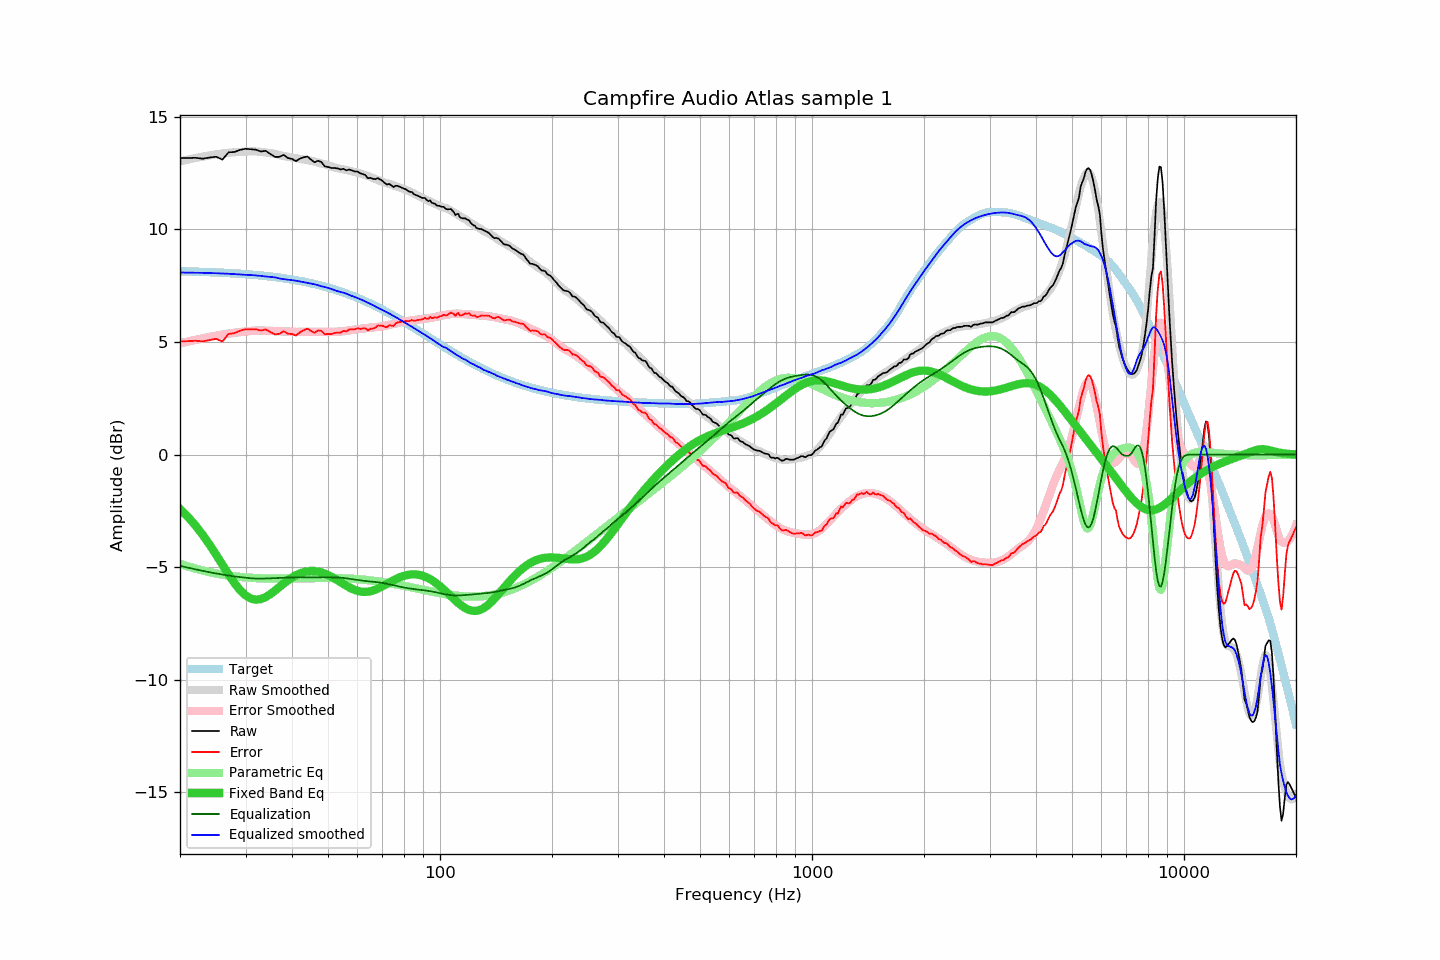 Campfire Audio Atlas sample 1
15
10
5
0
−5
−10
−15
Amplitude (dBr)
Target
Raw Smoothed
Error Smoothed
Raw
Error
Parametric Eq
Fixed Band Eq
Equalization
Equalized smoothed
100
1000
10000
Frequency (Hz)